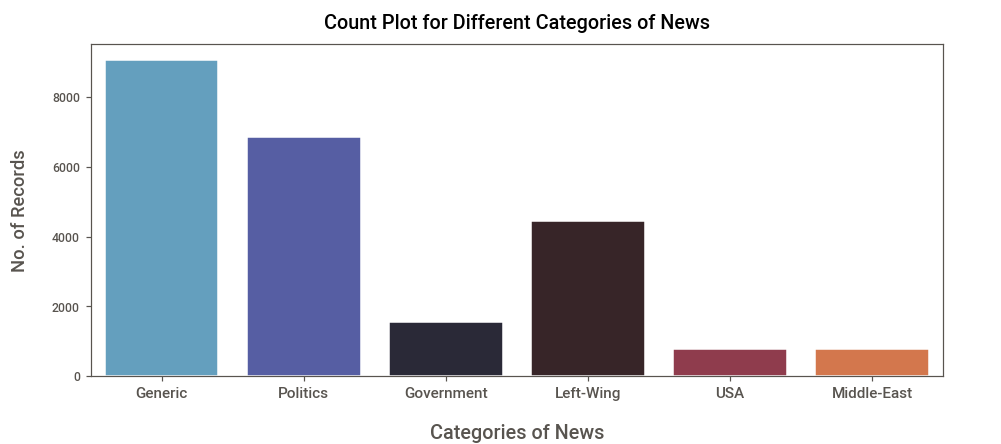 Count Plot for Different Categories of News
No. of Records
8000
6000
4000
2000
0
Generic Politics Government Left-Wing USA Middle-East
Categories of News